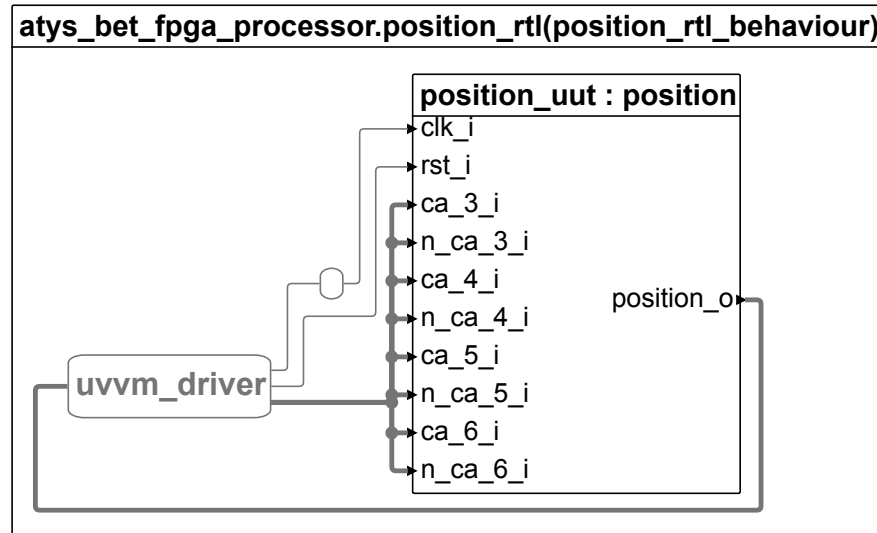 atys_bet_fpga_processor.position_rtl(position_rtl_behaviour)
position_uut : position
clk_i
rst_i
ca_3_i
n_ca_3_i
ca_4_i
position_o
n_ca_4_i
ca_5_i
uvvm_driver
n_ca_5_i
ca_6_i
n_ca_6_i